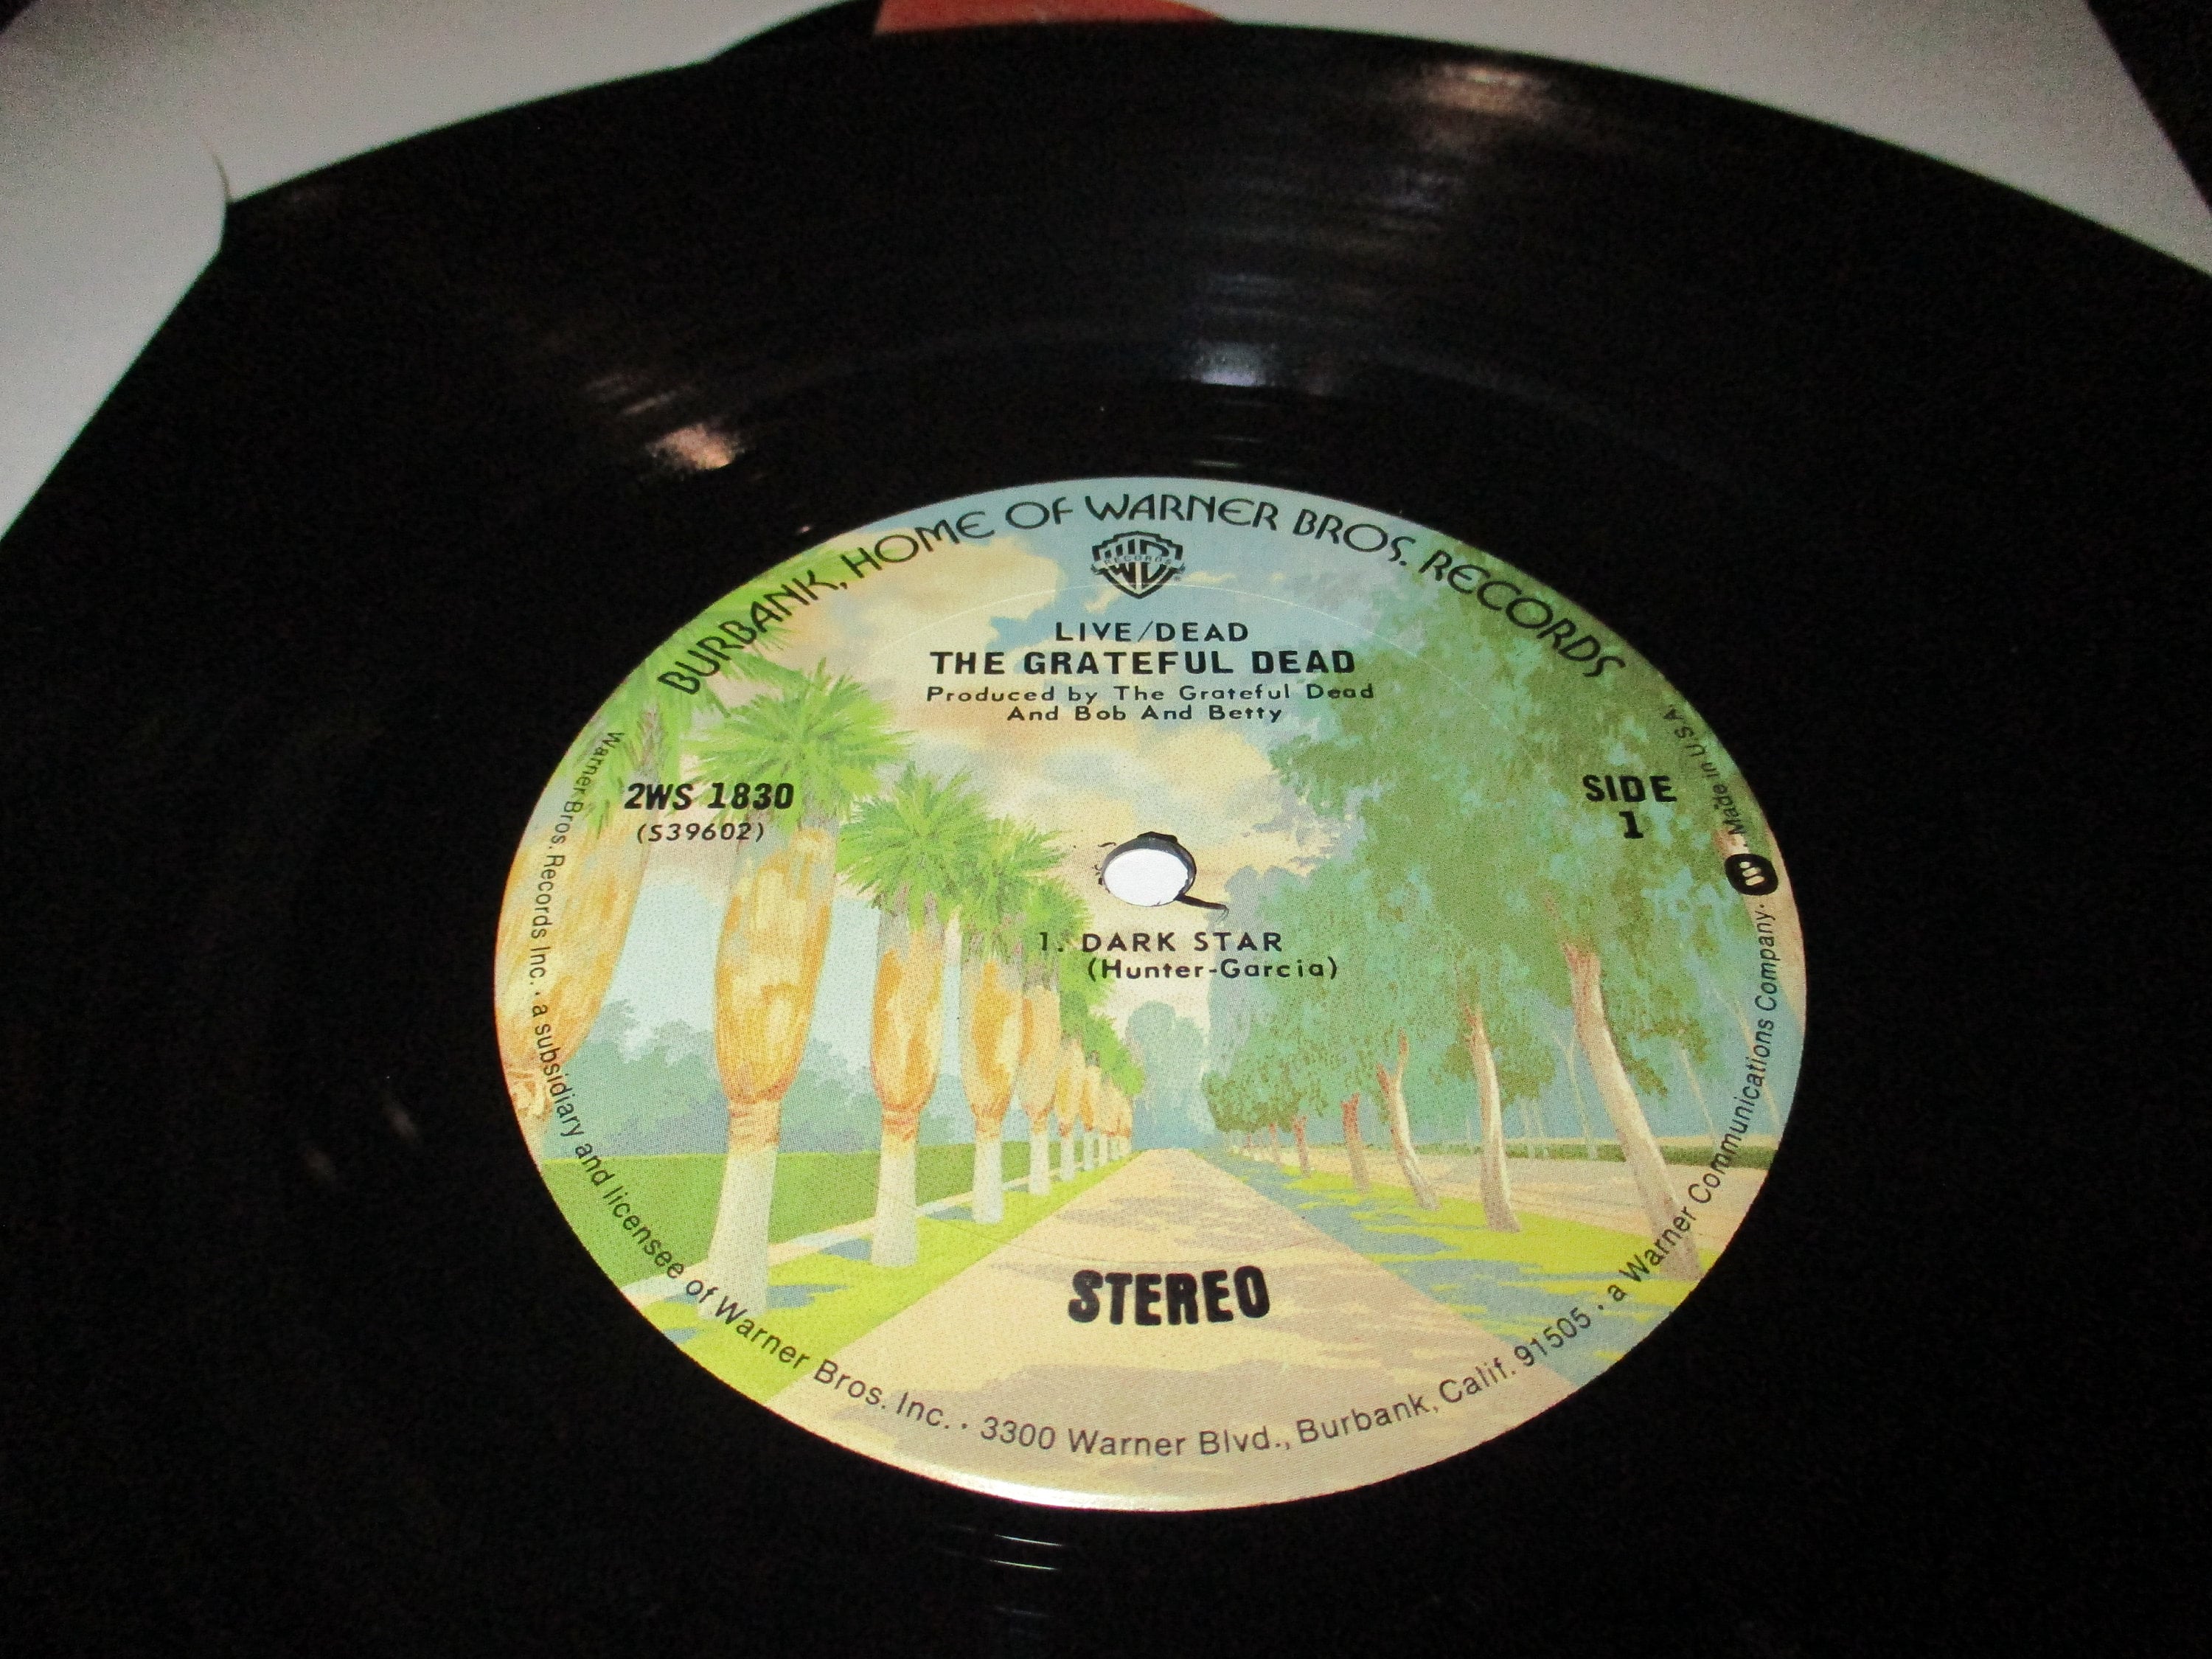 BURBANK, HOME OF WARNER BROS. RECORDS
WB
RECORDS
LIVE/DEAD
THE GRATEFUL DEAD
Produced by The Grateful Dead
And Bob And Betty
2WS 1830
(S39602)
SIDE
1
1. DARK STAR
(Hunter-Garcia)
STEREO
Warner Bros. Records Inc. · a subsidiary and licensee of Warner Bros. Inc. · 3300 Warner Blvd., Burbank, Calif. 91505 · a Warner Communications Company · Made in U.S.A.